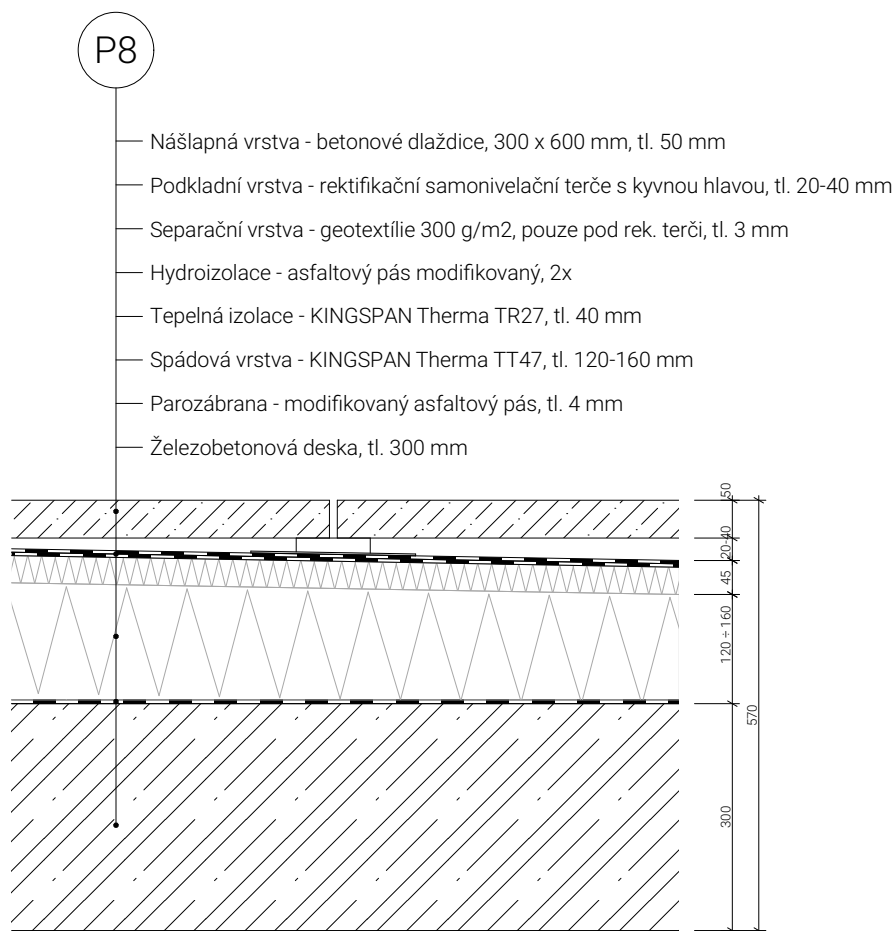 P8
Nášlapná vrstva - betonové dlaždice, 300 x 600 mm, tl. 50 mm
Podkladní vrstva - rektifikační samonivelační terče s kyvnou hlavou, tl. 20-40 mm
Separační vrstva - geotextílie 300 g/m2, pouze pod rek. terči, tl. 3 mm
Hydroizolace - asfaltový pás modifikovaný, 2x
Tepelná izolace - KINGSPAN Therma TR27, tl. 40 mm
Spádová vrstva - KINGSPAN Therma TT47, tl. 120-160 mm
Parozábrana - modifikovaný asfaltový pás, tl. 4 mm
Železobetonová deska, tl. 300 mm
50
20-40
45
120 ÷ 160
570
300